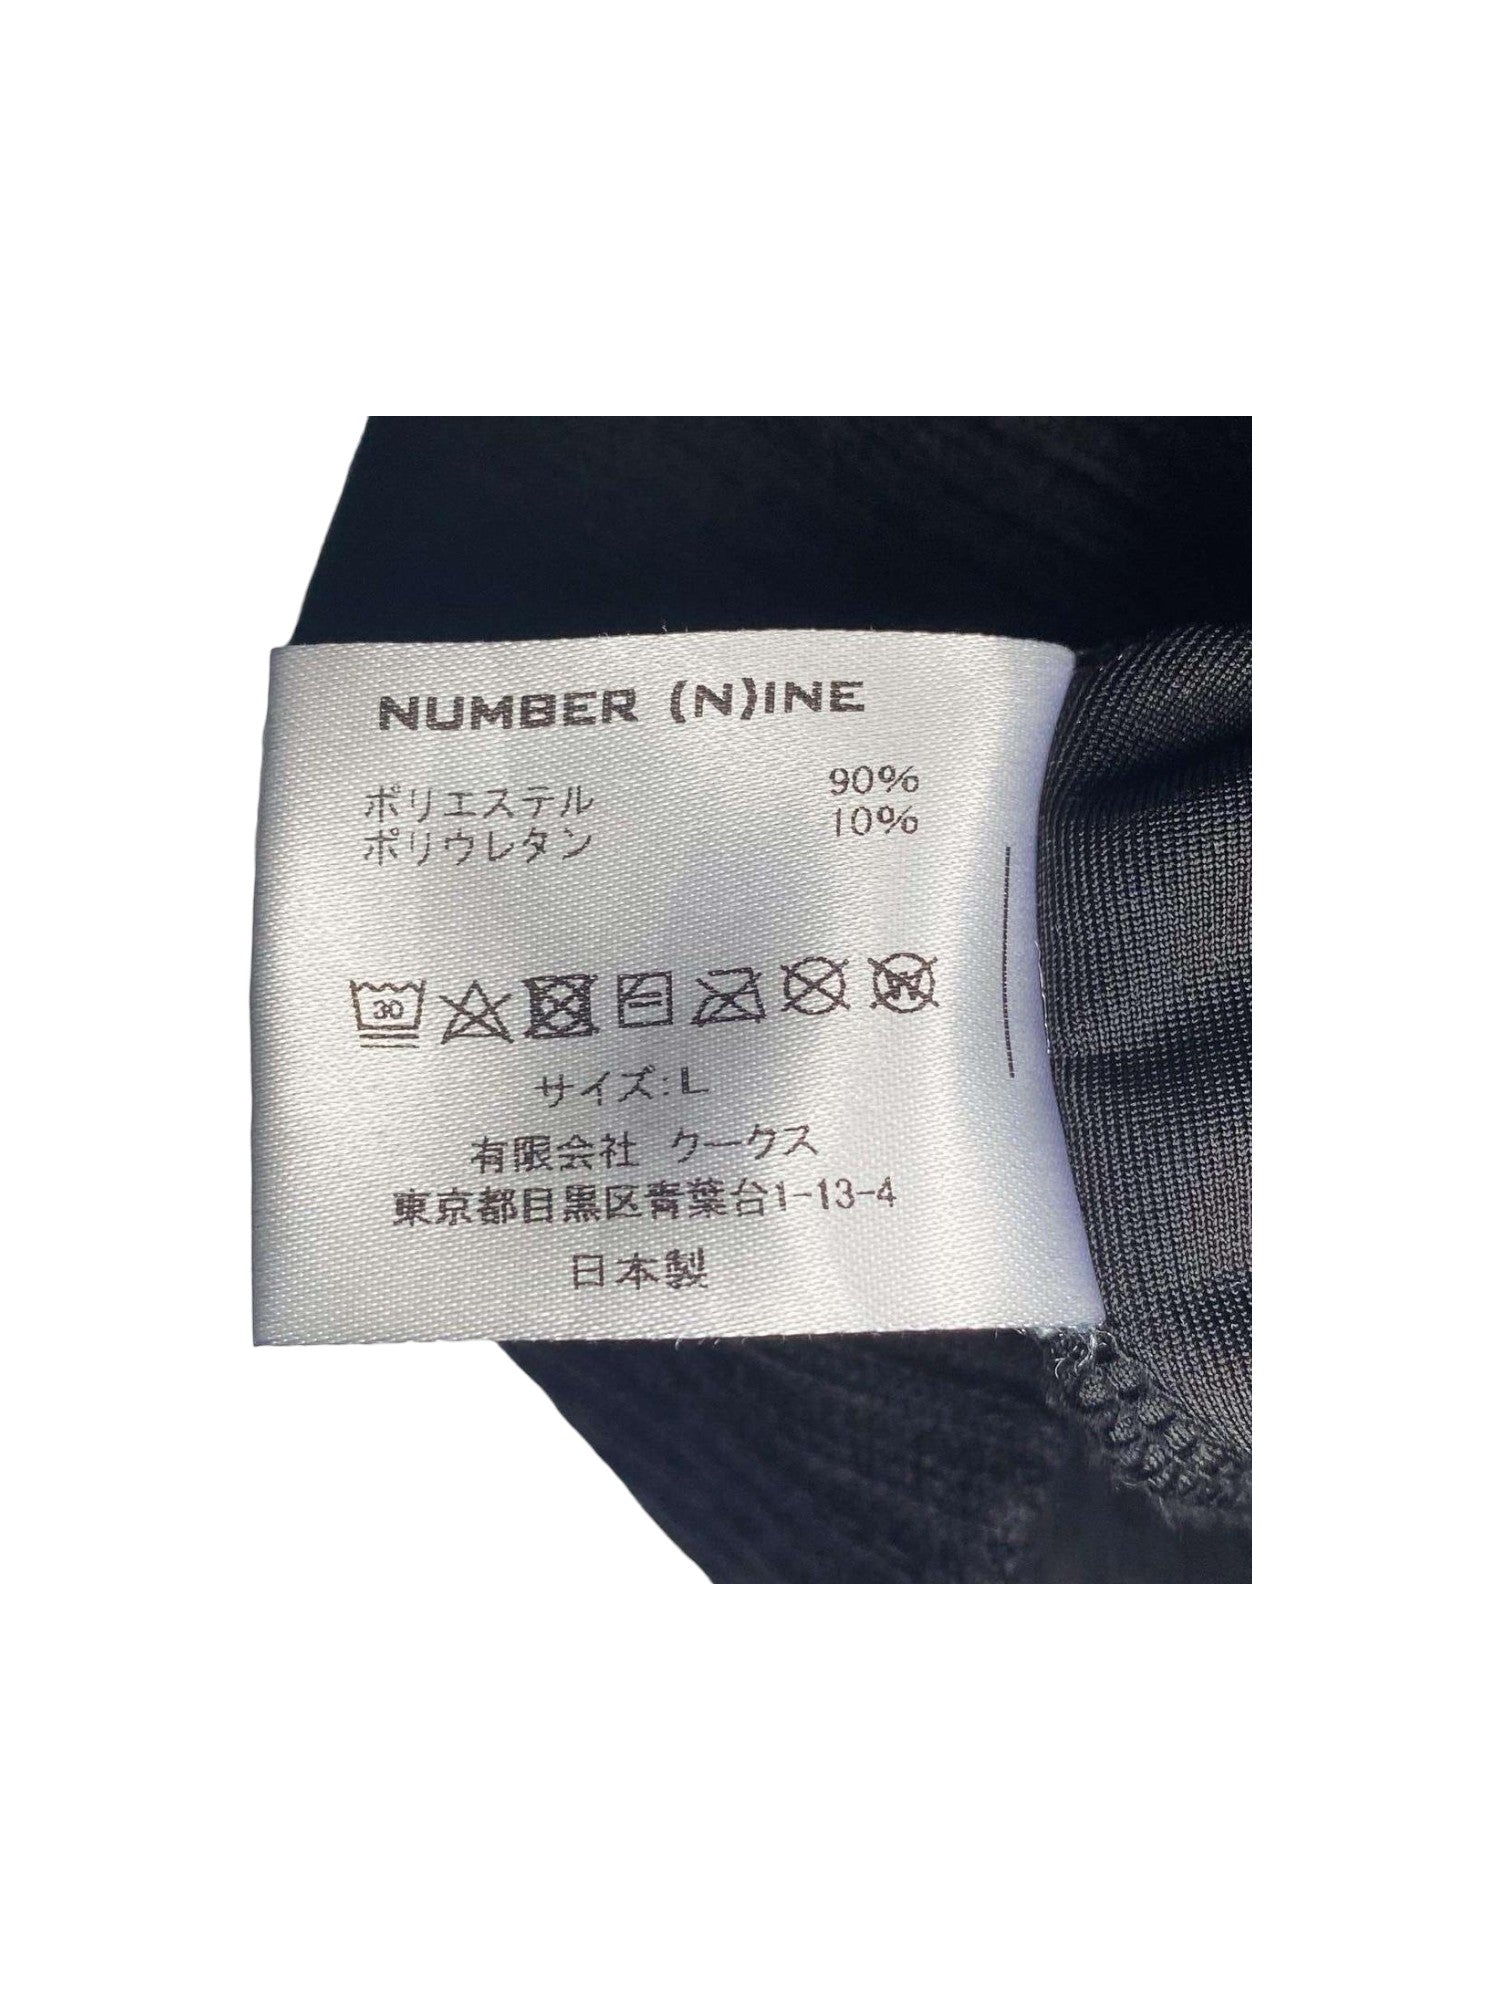 NUMBER (N)INE
ポリエステル 90%
ポリウレタン 10%
30
W
サイズ:L
有限会社 クークス
東京都目黒区青葉台1-13-4
日本製